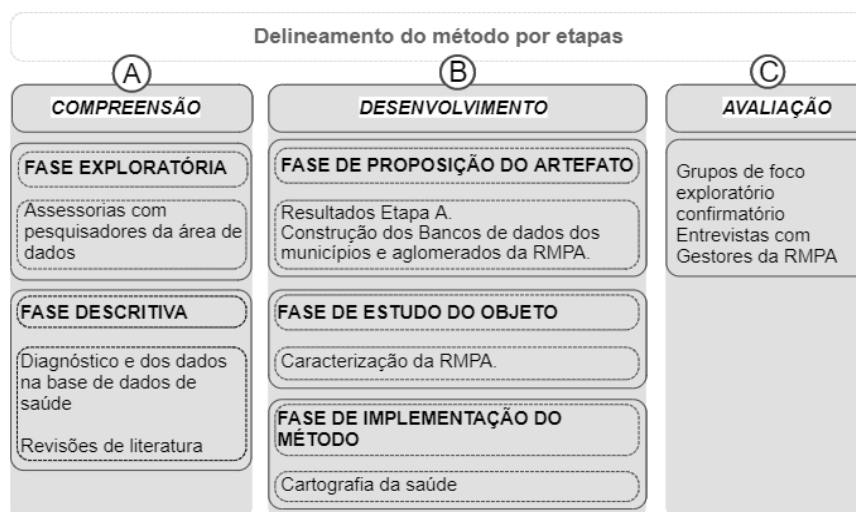 Delineamento do método por etapas
A
COMPREENSÃO
FASE EXPLORATÓRIA
Assessorias com
pesquisadores da área de
dados
FASE DESCRITIVA
Diagnóstico e dos dados
na base de dados de
saúde
Revisões de literatura
B
DESENVOLVIMENTO
FASE DE PROPOSIÇÃO DO ARTEFATO
Resultados Etapa A.
Construção dos Bancos de dados dos
municípios e aglomerados da RMPA.
FASE DE ESTUDO DO OBJETO
Caracterização da RMPA.
FASE DE IMPLEMENTAÇÃO DO
MÉTODO
Cartografia da saúde
C
AVALIAÇÃO
Grupos de foco
exploratório
confirmatório
Entrevistas com
Gestores da RMPA